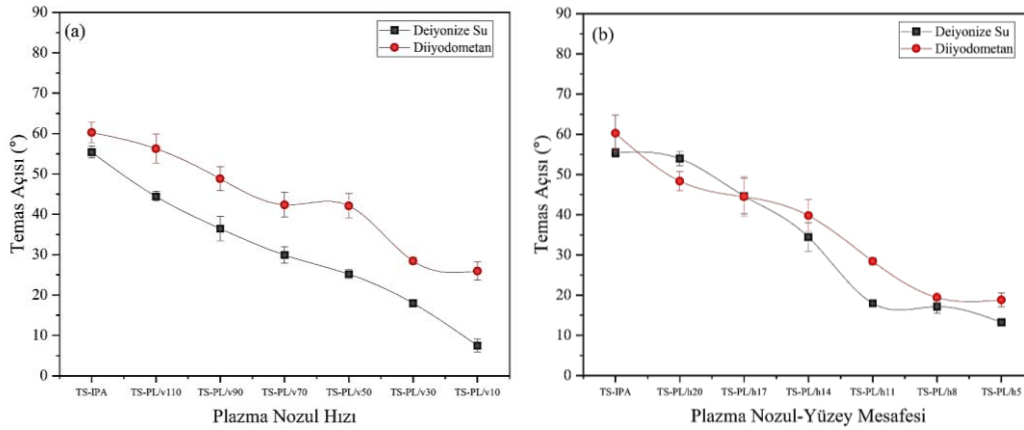 (a)
Deiyonize Su
Diiyodometan
90
80
70
60
50
40
30
20
10
0
Temas Açısı (°)
TS-IPA TS-PL/v110 TS-PL/v90 TS-PL/v70 TS-PL/v50 TS-PL/v30 TS-PL/v10
Plazma Nozul Hızı
(b)
Deiyonize Su
Diiyodometan
90
80
70
60
50
40
30
20
10
0
Temas Açısı (°)
TS-IPA TS-PL/h20 TS-PL/h17 TS-PL/h14 TS-PL/h11 TS-PL/h8 TS-PL/h5
Plazma Nozul-Yüzey Mesafesi